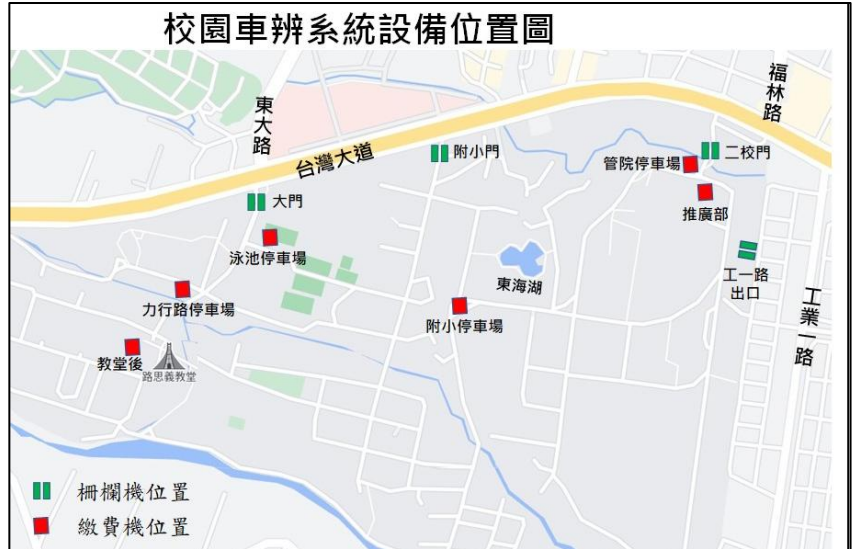 校園車辨系統設備位置圖
福林路
東大路
台灣大道
附小門
二校門
管院停車場
推廣部
大門
泳池停車場
東海湖
工一路
出口
力行路停車場
附小停車場
工業一路
教堂後
路思義教堂
柵欄機位置
繳費機位置